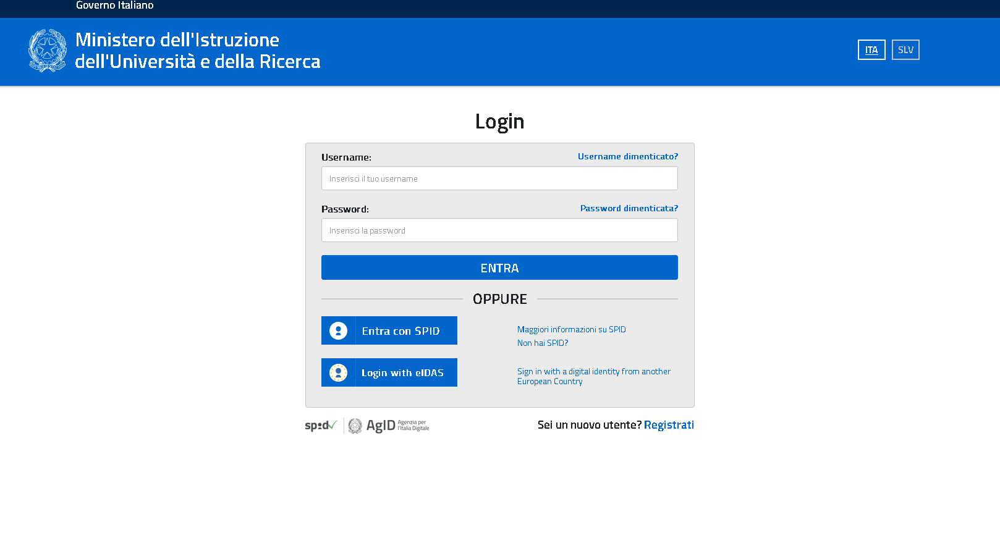 Governo Italiano
Ministero dell'Istruzione
dell'Università e della Ricerca
ITA SLV
Login
Username: Username dimenticato?
Inserisci il tuo username
Password: Password dimenticata?
Inserisci la password
ENTRA
OPPURE
Entra con SPID
Maggiori informazioni su SPID
Non hai SPID?
Login with eIDAS
Sign in with a digital identity from another
European Country
spid AgID Agenzia per
l'Italia Digitale
Sei un nuovo utente? Registrati